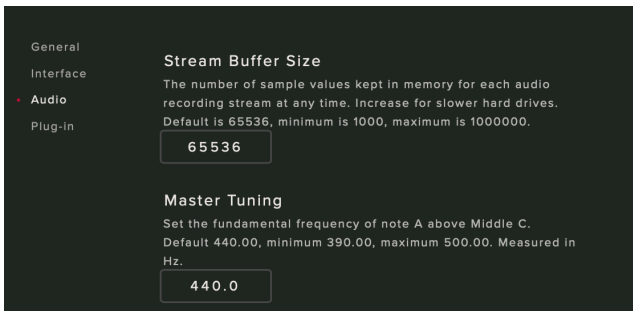 General
Interface
Audio
Plug-in
Stream Buffer Size
The number of sample values kept in memory for each audio
recording stream at any time. Increase for slower hard drives.
Default is 65536, minimum is 1000, maximum is 1000000.
65536
Master Tuning
Set the fundamental frequency of note A above Middle C.
Default 440.00, minimum 390.00, maximum 500.00. Measured in
Hz.
440.0